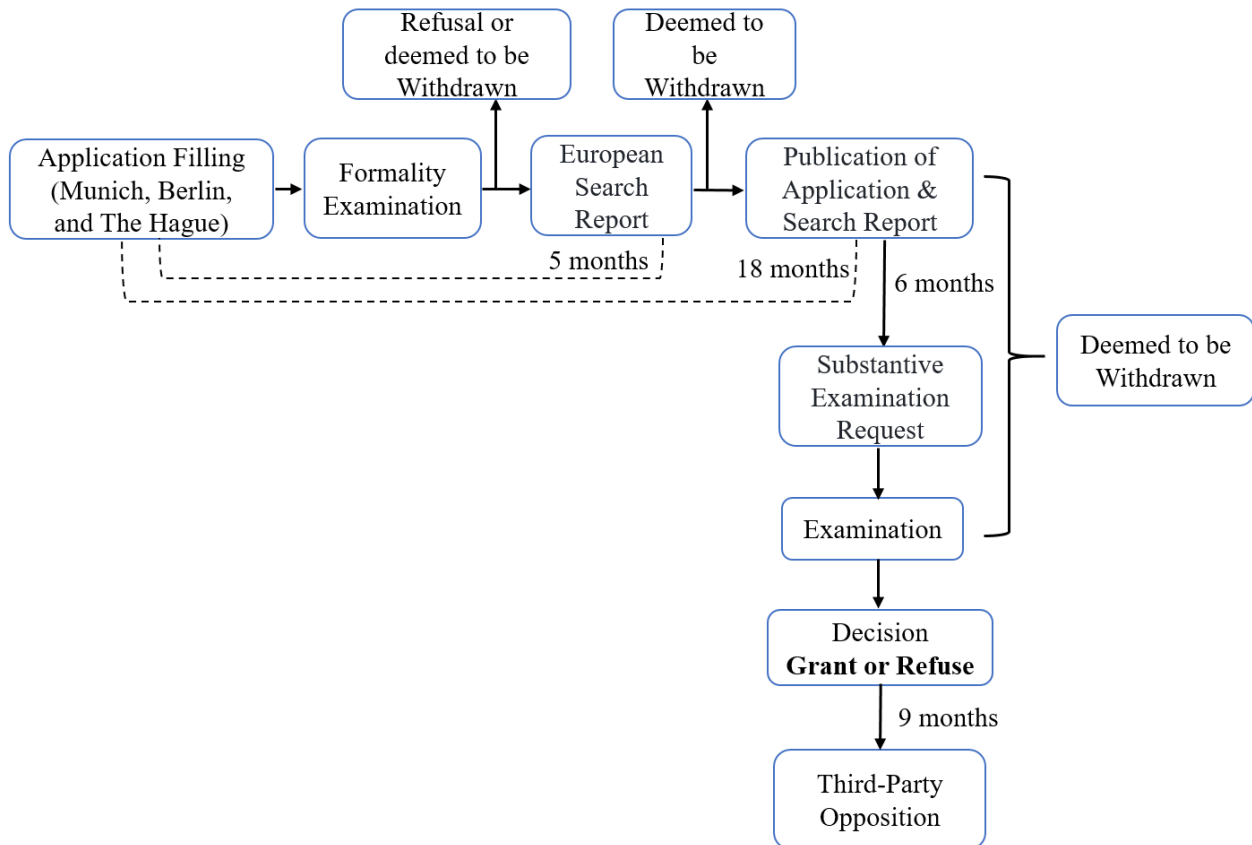 Refusal or
deemed to be
Withdrawn
Deemed to
be
Withdrawn
Application Filling
(Munich, Berlin,
and The Hague)
Formality
Examination
European
Search
Report
Publication of
Application &
Search Report
5 months
18 months
6 months
Deemed to be
Withdrawn
Substantive
Examination
Request
Examination
Decision
Grant or Refuse
9 months
Third-Party
Opposition